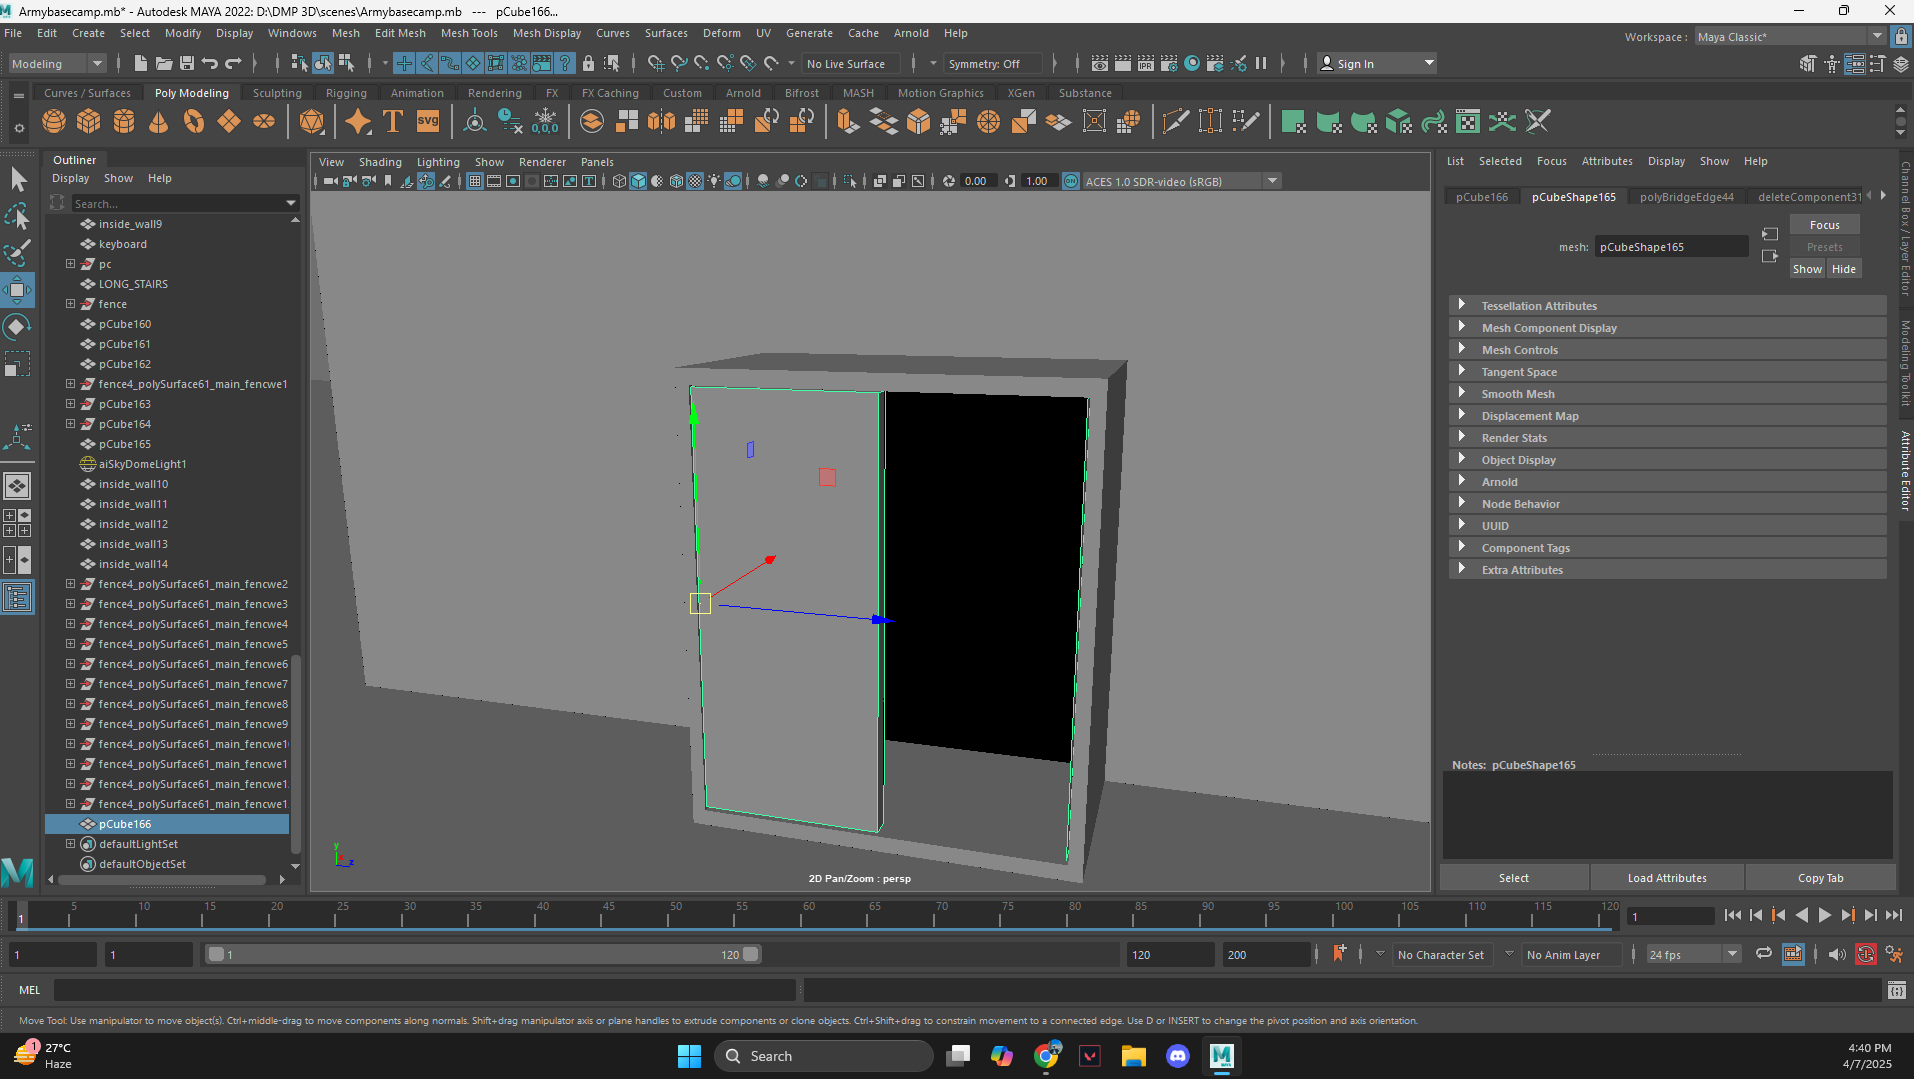 Armybasecamp.mb* - Autodesk MAYA 2022: D:\DMP 3D\scenes\Armybasecamp.mb   ---   pCube166...
File Edit Create Select Modify Display Windows Mesh Edit Mesh Mesh Tools Mesh Display Curves Surfaces Deform UV Generate Cache Arnold Help
Workspace : Maya Classic*
Modeling No Live Surface Symmetry: Off IPR Sign In
Curves / Surfaces Poly Modeling Sculpting Rigging Animation Rendering FX FX Caching Custom Arnold Bifrost MASH Motion Graphics XGen Substance
T svg 0,0,0
Outliner
Display Show Help
Search...
inside_wall9
keyboard
pc
LONG_STAIRS
fence
pCube160
pCube161
pCube162
fence4_polySurface61_main_fencwe1
pCube163
pCube164
pCube165
aiSkyDomeLight1
inside_wall10
inside_wall11
inside_wall12
inside_wall13
inside_wall14
fence4_polySurface61_main_fencwe2
fence4_polySurface61_main_fencwe3
fence4_polySurface61_main_fencwe4
fence4_polySurface61_main_fencwe5
fence4_polySurface61_main_fencwe6
fence4_polySurface61_main_fencwe7
fence4_polySurface61_main_fencwe8
fence4_polySurface61_main_fencwe9
fence4_polySurface61_main_fencwe1
fence4_polySurface61_main_fencwe1
fence4_polySurface61_main_fencwe1
fence4_polySurface61_main_fencwe1
pCube166
defaultLightSet
defaultObjectSet
View Shading Lighting Show Renderer Panels
0.00 1.00 ACES 1.0 SDR-video (sRGB)
y
z
2D Pan/Zoom : persp
List Selected Focus Attributes Display Show Help
pCube166 pCubeShape165 polyBridgeEdge44 deleteComponent31
Focus
mesh: pCubeShape165
Presets
Show Hide
Tessellation Attributes
Mesh Component Display
Mesh Controls
Tangent Space
Smooth Mesh
Displacement Map
Render Stats
Object Display
Arnold
Node Behavior
UUID
Component Tags
Extra Attributes
Notes: pCubeShape165
Select Load Attributes Copy Tab
Channel Box / Layer Editor
Modeling Toolkit
Attribute Editor
1 5 10 15 20 25 30 35 40 45 50 55 60 65 70 75 80 85 90 95 100 105 110 115 120
1
1 1 1 120 120 200 No Character Set No Anim Layer 24 fps
MEL
Move Tool: Use manipulator to move object(s). Ctrl+middle-drag to move components along normals. Shift+drag manipulator axis or plane handles to extrude components or clone objects. Ctrl+Shift+drag to constrain movement to a connected edge. Use D or INSERT to change the pivot position and axis orientation.
1
27°C
Haze
Search
4:40 PM
4/7/2025